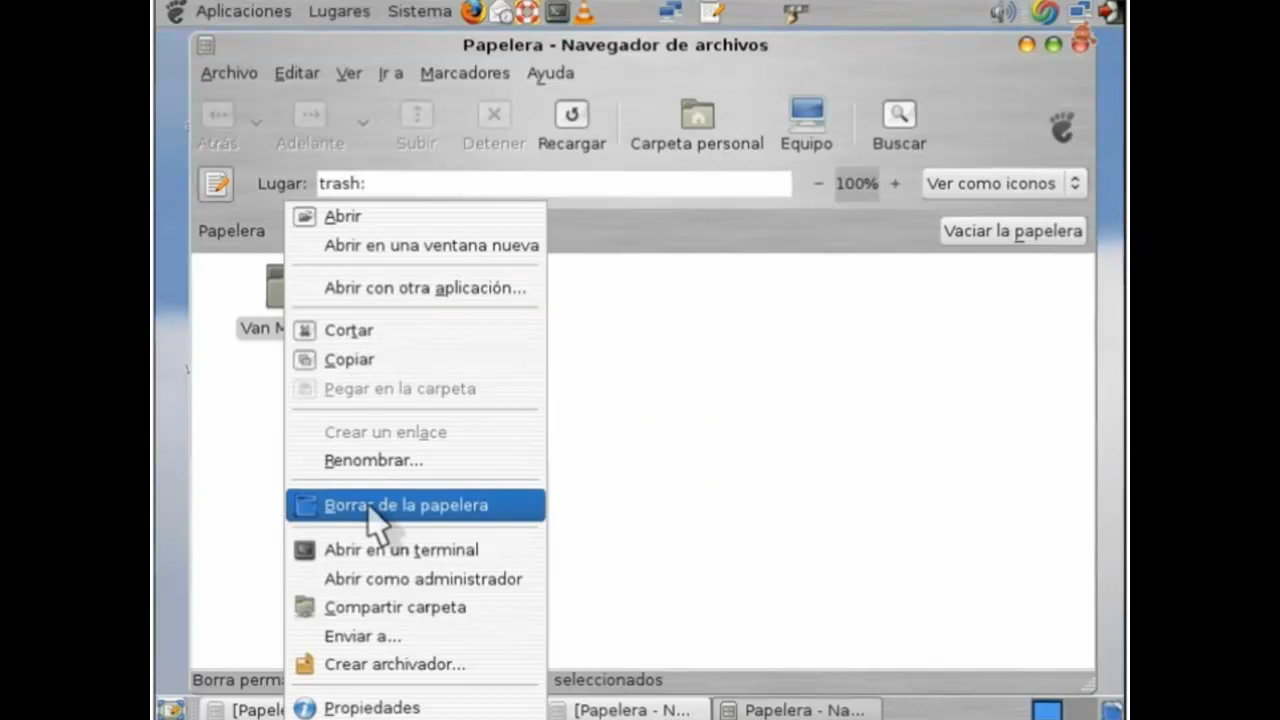 Aplicaciones Lugares Sistema
Papelera - Navegador de archivos
Archivo Editar Ver Ir a Marcadores Ayuda
Atrás Adelante Subir Detener Recargar Carpeta personal Equipo Buscar
Lugar: trash: 100% Ver como iconos
Papelera Vaciar la papelera
Abrir
Abrir en una ventana nueva
Abrir con otra aplicación...
Van
Cortar
Copiar
Pegar en la carpeta
Crear un enlace
Renombrar...
Borrar de la papelera
Abrir en un terminal
Abrir como administrador
Compartir carpeta
Enviar a...
Crear archivador...
Borra seleccionados
Propiedades
[Papelera - N... Papelera - Na...